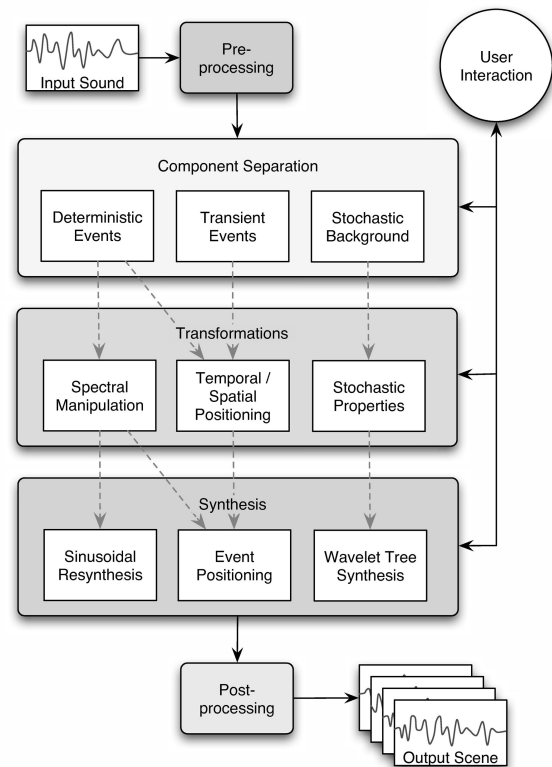 Input Sound
Pre-
processing
User
Interaction
Component Separation
Deterministic
Events
Transient
Events
Stochastic
Background
Transformations
Spectral
Manipulation
Temporal /
Spatial
Positioning
Stochastic
Properties
Synthesis
Sinusoidal
Resynthesis
Event
Positioning
Wavelet Tree
Synthesis
Post-
processing
Output Scene